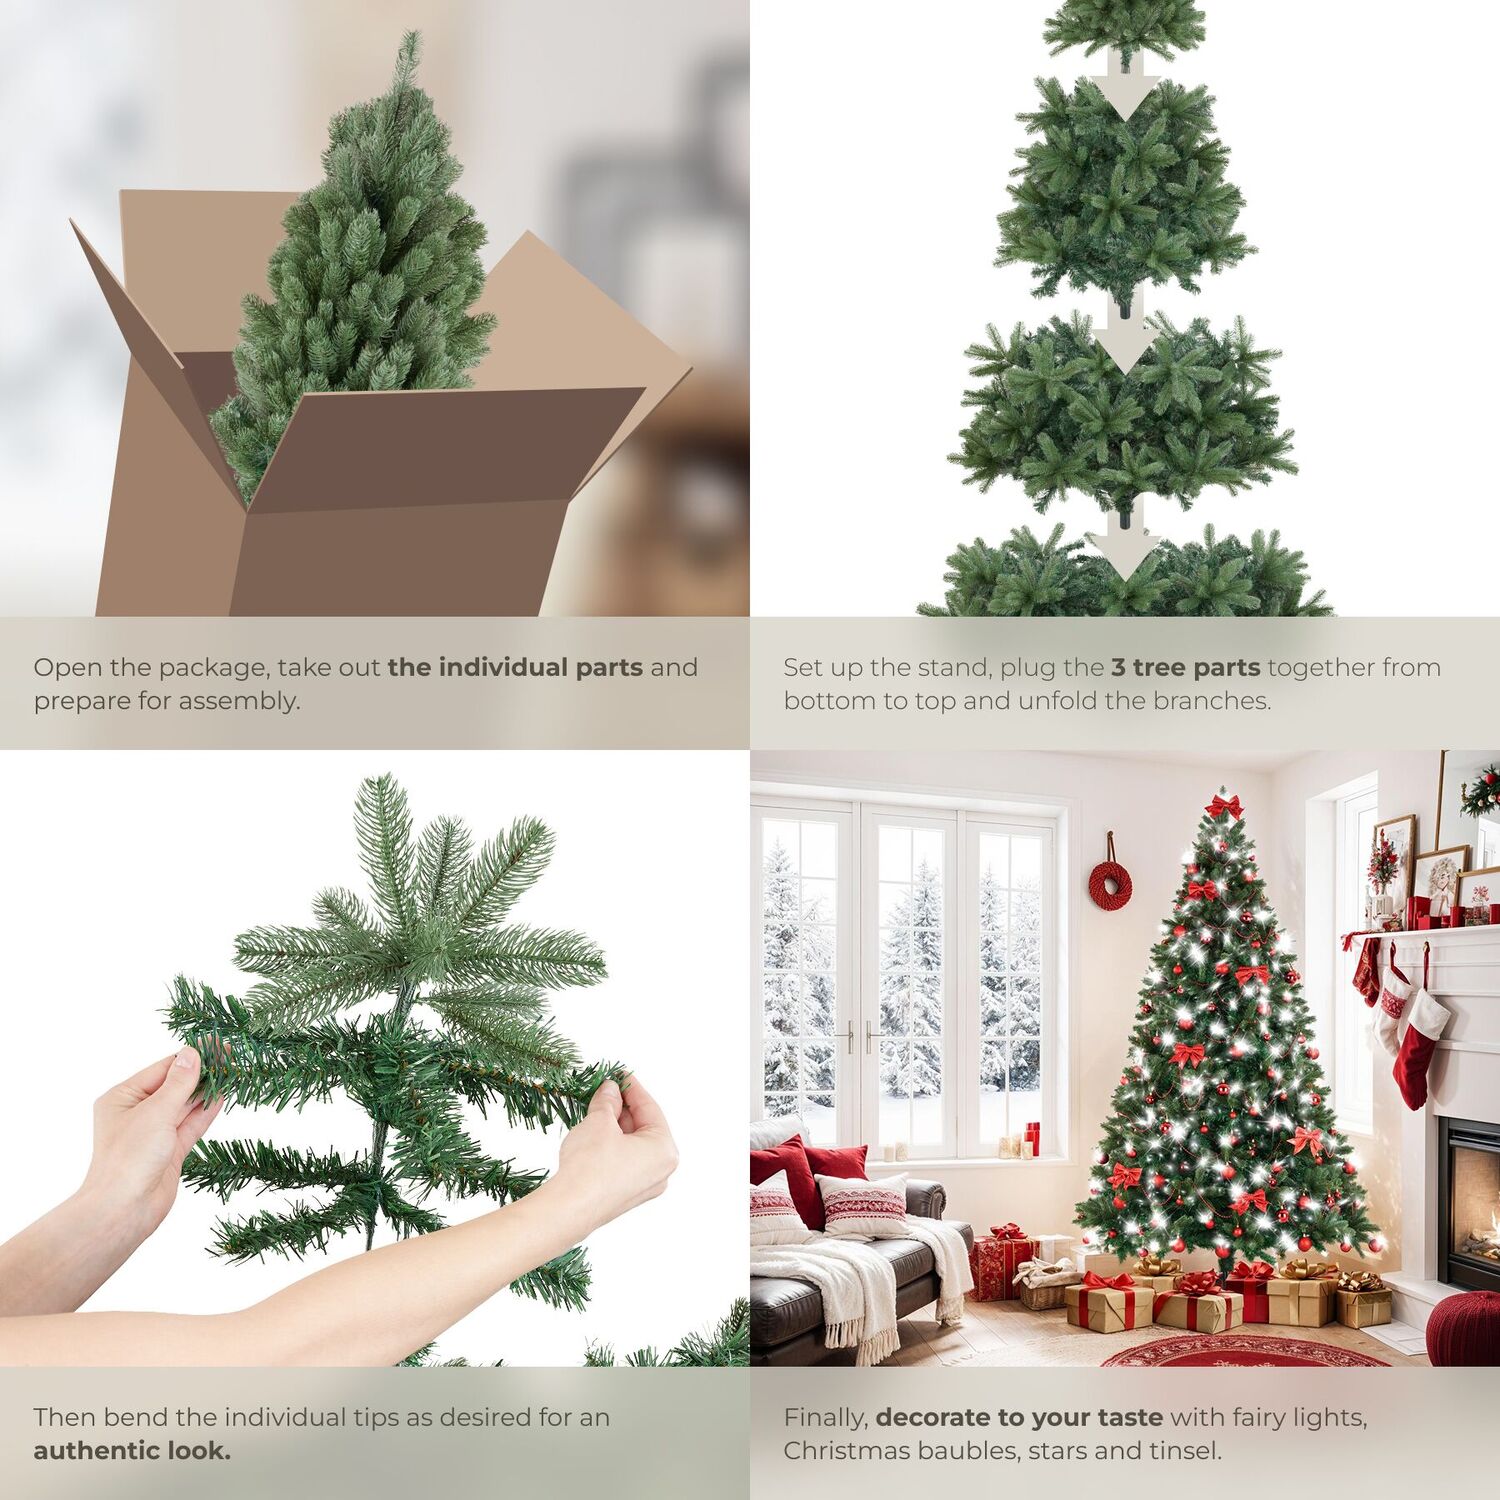 Open the package, take out the individual parts and
prepare for assembly.
Set up the stand, plug the 3 tree parts together from
bottom to top and unfold the branches.
Then bend the individual tips as desired for an
authentic look.
Finally, decorate to your taste with fairy lights,
Christmas baubles, stars and tinsel.